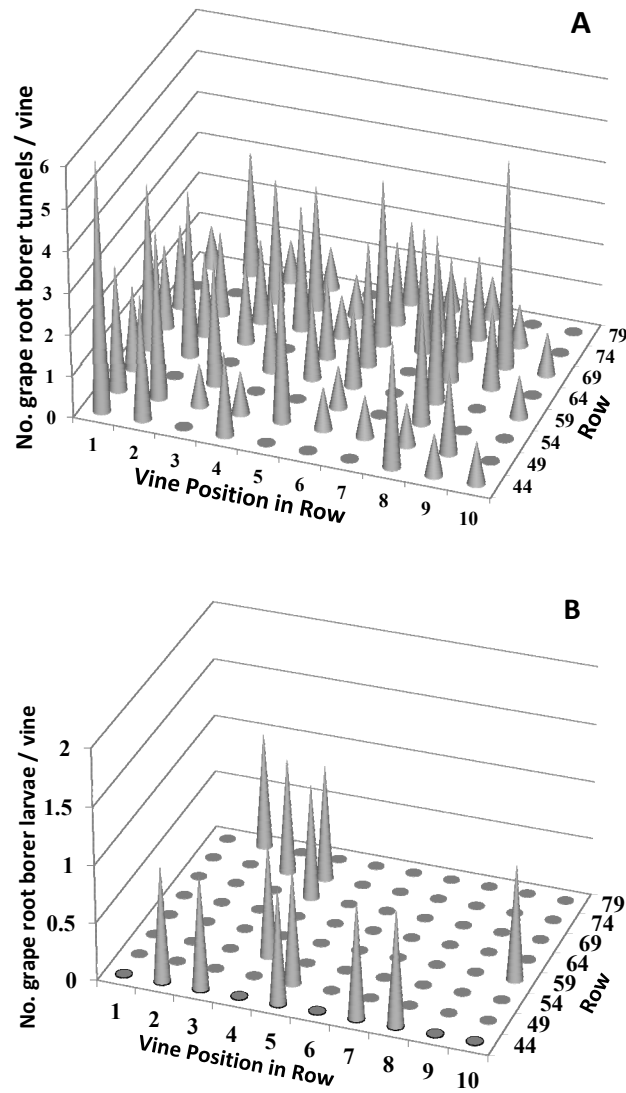 A
No. grape root borer tunnels / vine
6
5
4
3
2
1
0
1 2 3 4 5 6 7 8 9 10
Vine Position in Row
44 49 54 59 64 69 74 79
Row
B
No. grape root borer larvae / vine
2
1.5
1
0.5
0
1 2 3 4 5 6 7 8 9 10
Vine Position in Row
44 49 54 59 64 69 74 79
Row